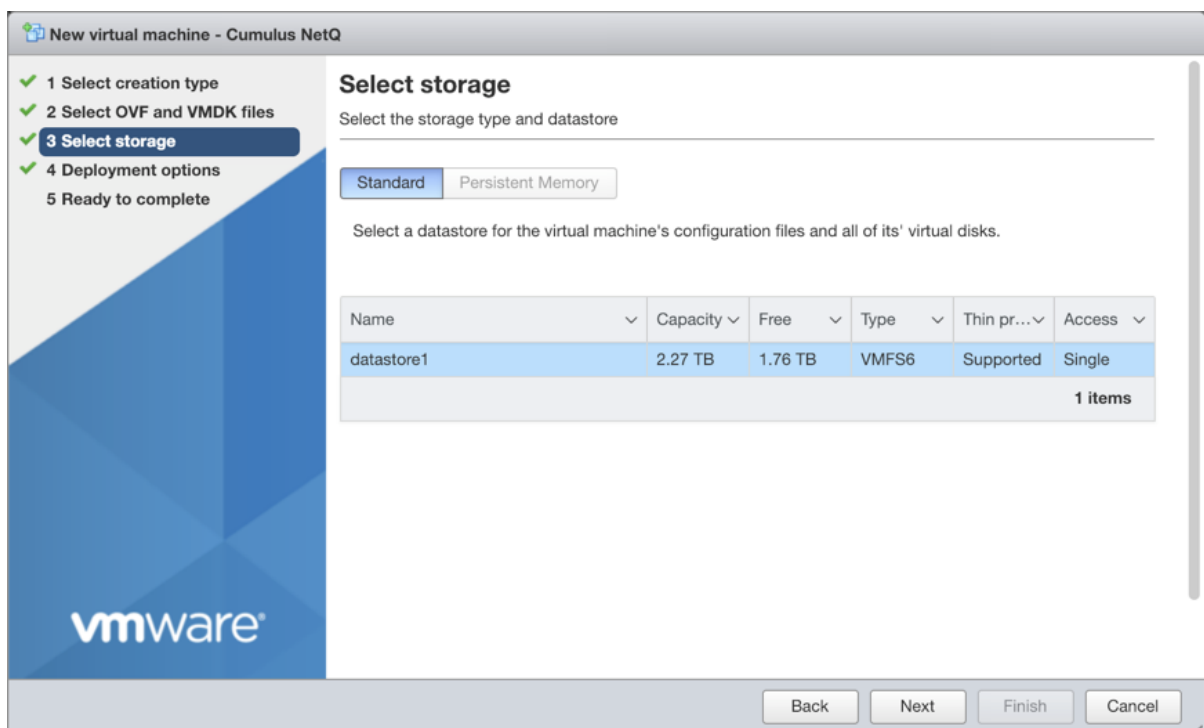 New virtual machine - Cumulus NetQ
1 Select creation type
2 Select OVF and VMDK files
3 Select storage
4 Deployment options
5 Ready to complete
vmware®
Select storage
Select the storage type and datastore
Standard Persistent Memory
Select a datastore for the virtual machine's configuration files and all of its' virtual disks.
Name Capacity Free Type Thin pr... Access
datastore1 2.27 TB 1.76 TB VMFS6 Supported Single
1 items
Back Next Finish Cancel